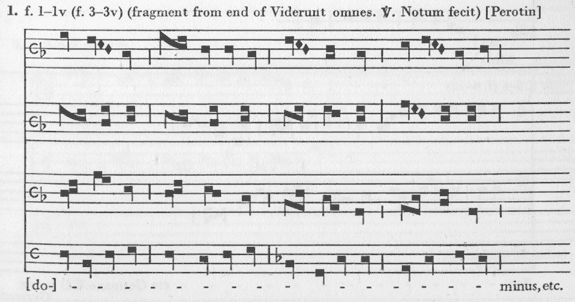 1. f. 1–1v (f. 3–3v) (fragment from end of Viderunt omnes. ℣. Notum fecit) [Perotin]
C♭
C♭
C♭
C ♭
[do-] - - - - - - - - - - - - - - - minus, etc.